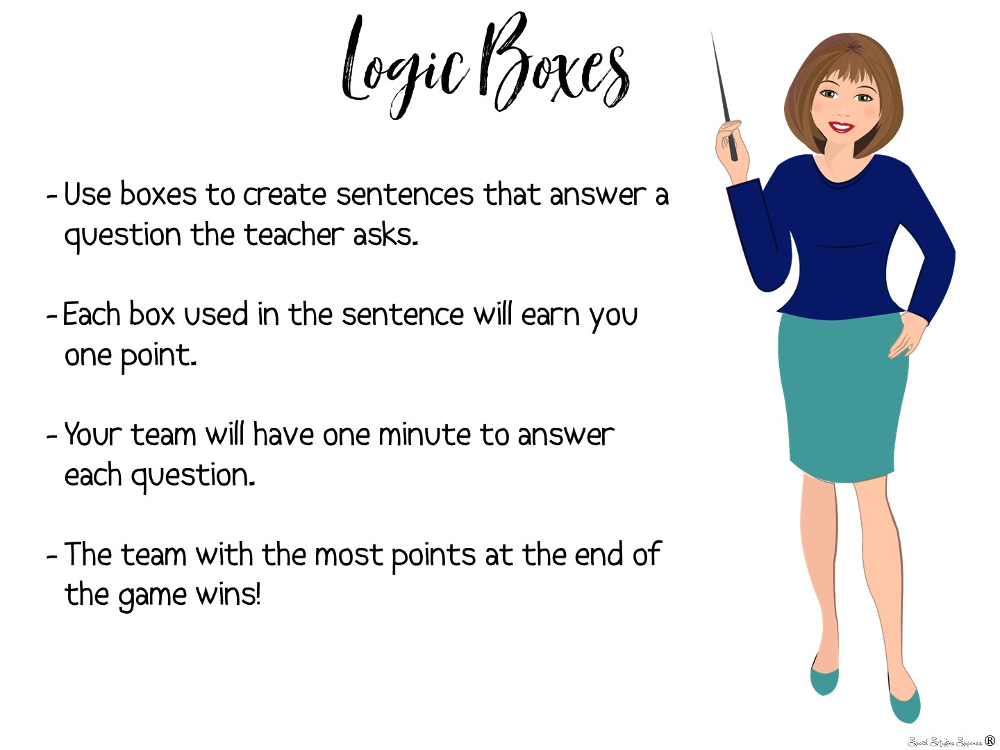 Logic Boxes
- Use boxes to create sentences that answer a
question the teacher asks.
- Each box used in the sentence will earn you
one point.
- Your team will have one minute to answer
each question.
- The team with the most points at the end of
the game wins!
Social Studies Success ®